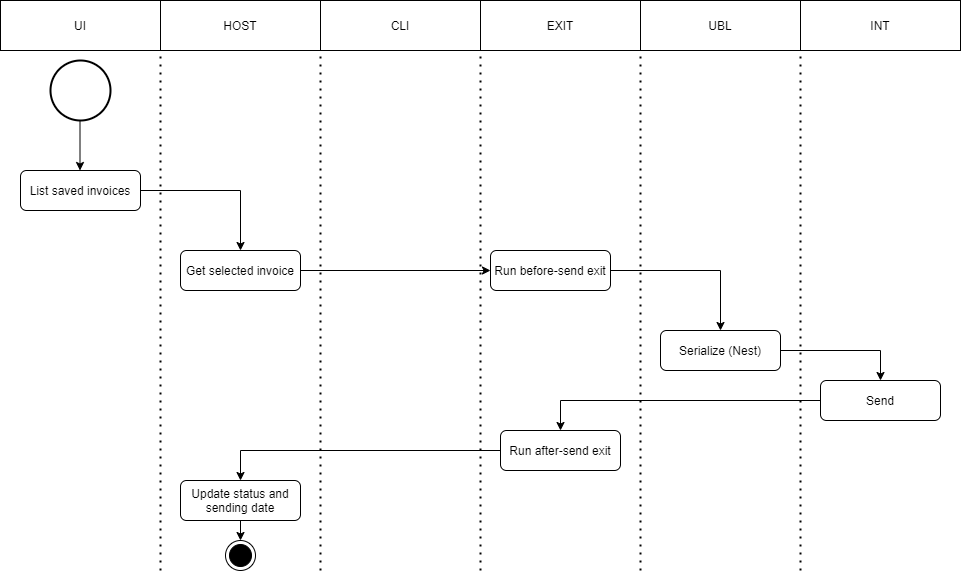 UI
HOST
CLI
EXIT
UBL
INT
List saved invoices
Get selected invoice
Run before-send exit
Serialize (Nest)
Send
Run after-send exit
Update status and
sending date